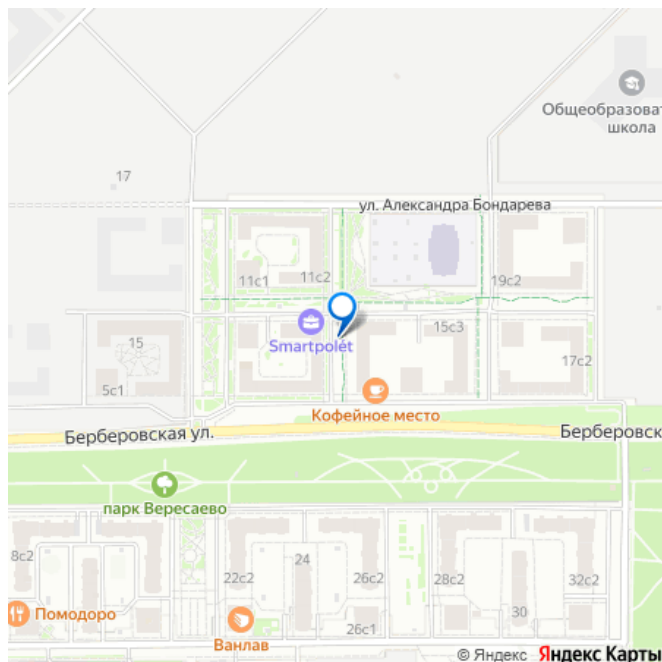 Общеобразоват
школа
17
ул. Александра Бондарева
11с1
11с2
19с2
Smartpolét
15с3
15
5с1
17с2
Кофейное место
Берберовская ул.
Берберовск
парк Вересаево
8с2
22с2
24
26с2
28с2
32с2
30
Помодоро
Ванлав
26с1
© Яндекс Яндекс Карты